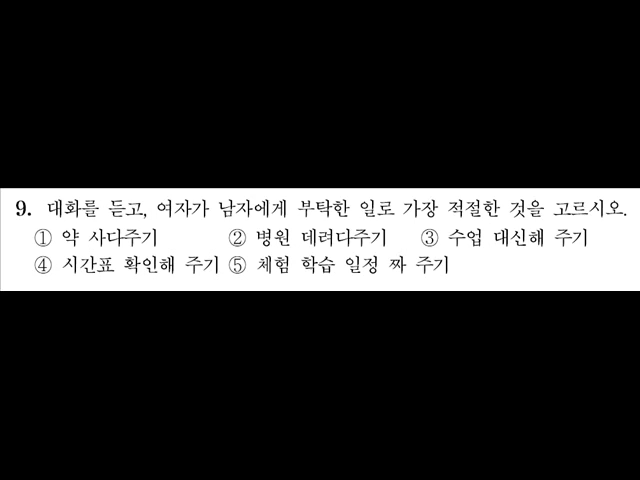 9. 대화를 듣고, 여자가 남자에게 부탁한 일로 가장 적절한 것을 고르시오.
① 약 사다주기 ② 병원 데려다주기 ③ 수업 대신해 주기
④ 시간표 확인해 주기 ⑤ 체험 학습 일정 짜 주기